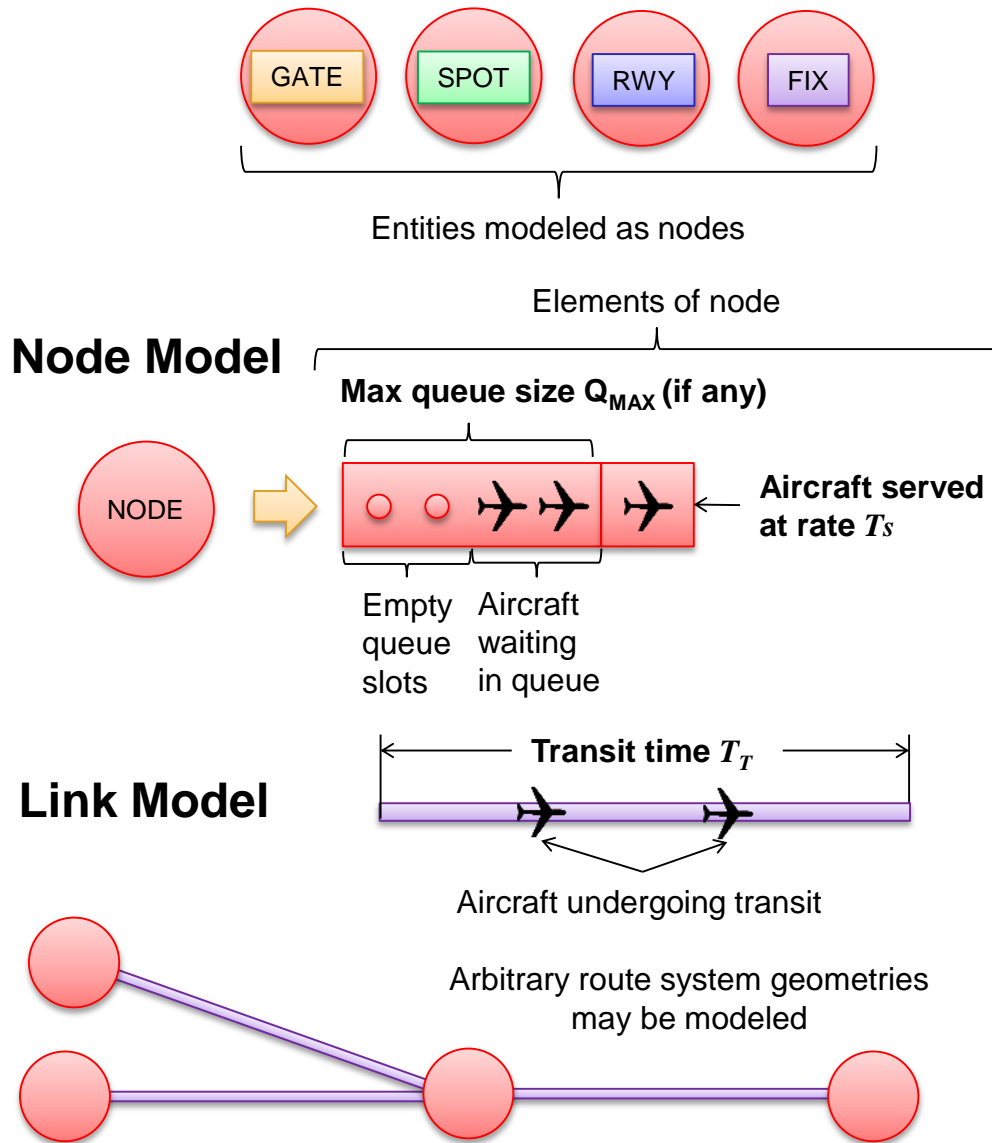 GATE
SPOT
RWY
FIX
Entities modeled as nodes
Elements of node
Node Model
Max queue size Q_MAX (if any)
NODE
Aircraft served
at rate Ts
Empty
queue
slots
Aircraft
waiting
in queue
Transit time T_T
Link Model
Aircraft undergoing transit
Arbitrary route system geometries
may be modeled